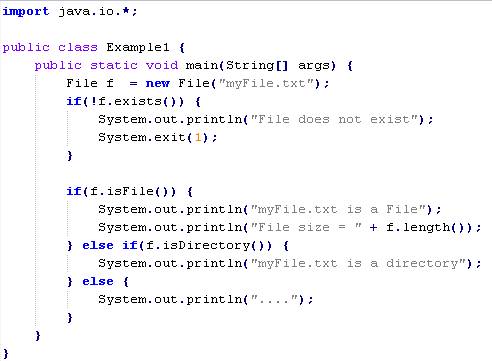 import java.io.*;

public class Example1 {
    public static void main(String[] args) {
        File f  = new File("myFile.txt");
        if(!f.exists()) {
            System.out.println("File does not exist");
            System.exit(1);
        }

        if(f.isFile()) {
            System.out.println("myFile.txt is a File");
            System.out.println("File size = " + f.length());
        } else if(f.isDirectory()) {
            System.out.println("myFile.txt is a directory");
        } else {
            System.out.println("....");
        }
    }
}